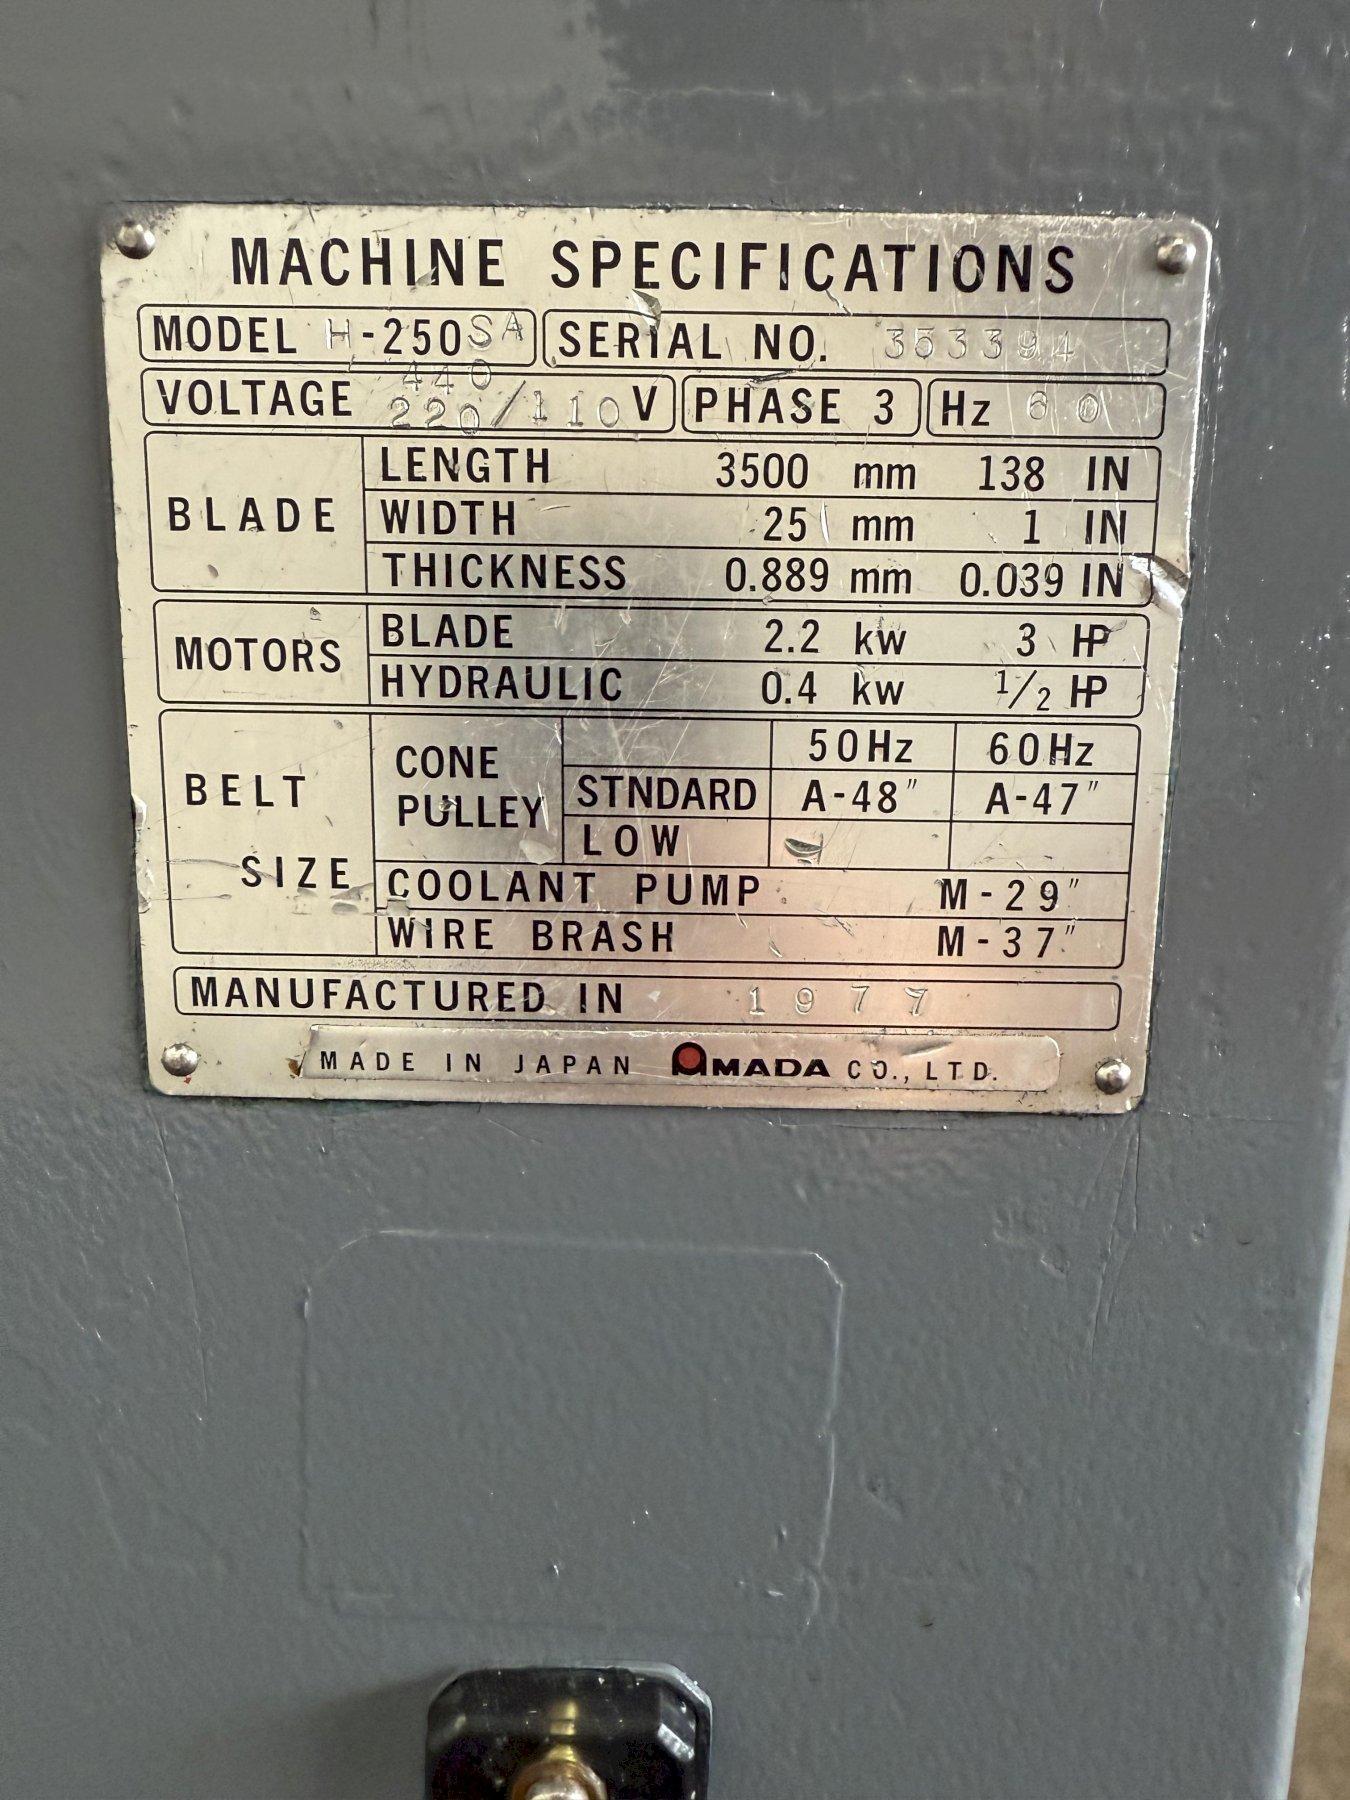 MACHINE SPECIFICATIONS
MODEL H-250SA SERIAL NO. 353394
440
VOLTAGE 220/110 V PHASE 3 Hz 60
BLADE
LENGTH 3500 mm 138 IN
WIDTH 25 mm 1 IN
THICKNESS 0.889 mm 0.039 IN
MOTORS
BLADE 2.2 kw 3 HP
HYDRAULIC 0.4 kw 1/2 HP
BELT SIZE
CONE PULLEY
50Hz 60Hz
STNDARD A-48" A-47"
LOW
COOLANT PUMP M-29"
WIRE BRASH M-37"
MANUFACTURED IN 1977
MADE IN JAPAN AMADA CO., LTD.